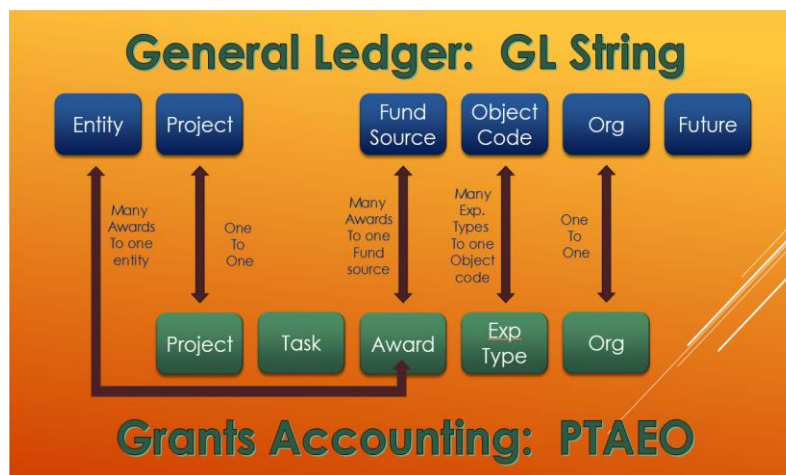 General Ledger: GL String
Entity
Project
Fund
Source
Object
Code
Org
Future
Many
Awards
To one
entity
One
To
One
Many
Awards
To one
Fund
source
Many
Exp.
Types
To one
Object
code
One
To
One
Project
Task
Award
Exp
Type
Org
Grants Accounting: PTAEO